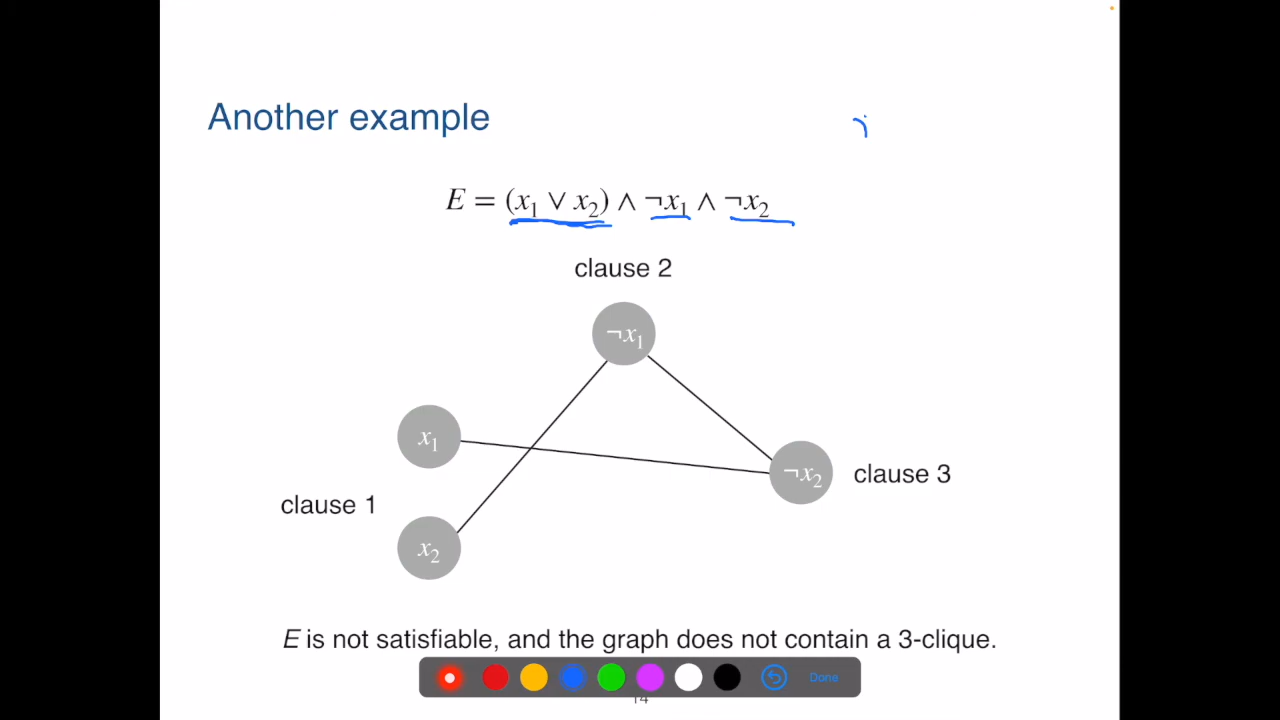 Another example
E = (x₁ ∨ x₂) ∧ ¬x₁ ∧ ¬x₂
clause 2
¬x₁
x₁
¬x₂
clause 3
clause 1
x₂
E is not satisfiable, and the graph does not contain a 3-clique.
Done
14